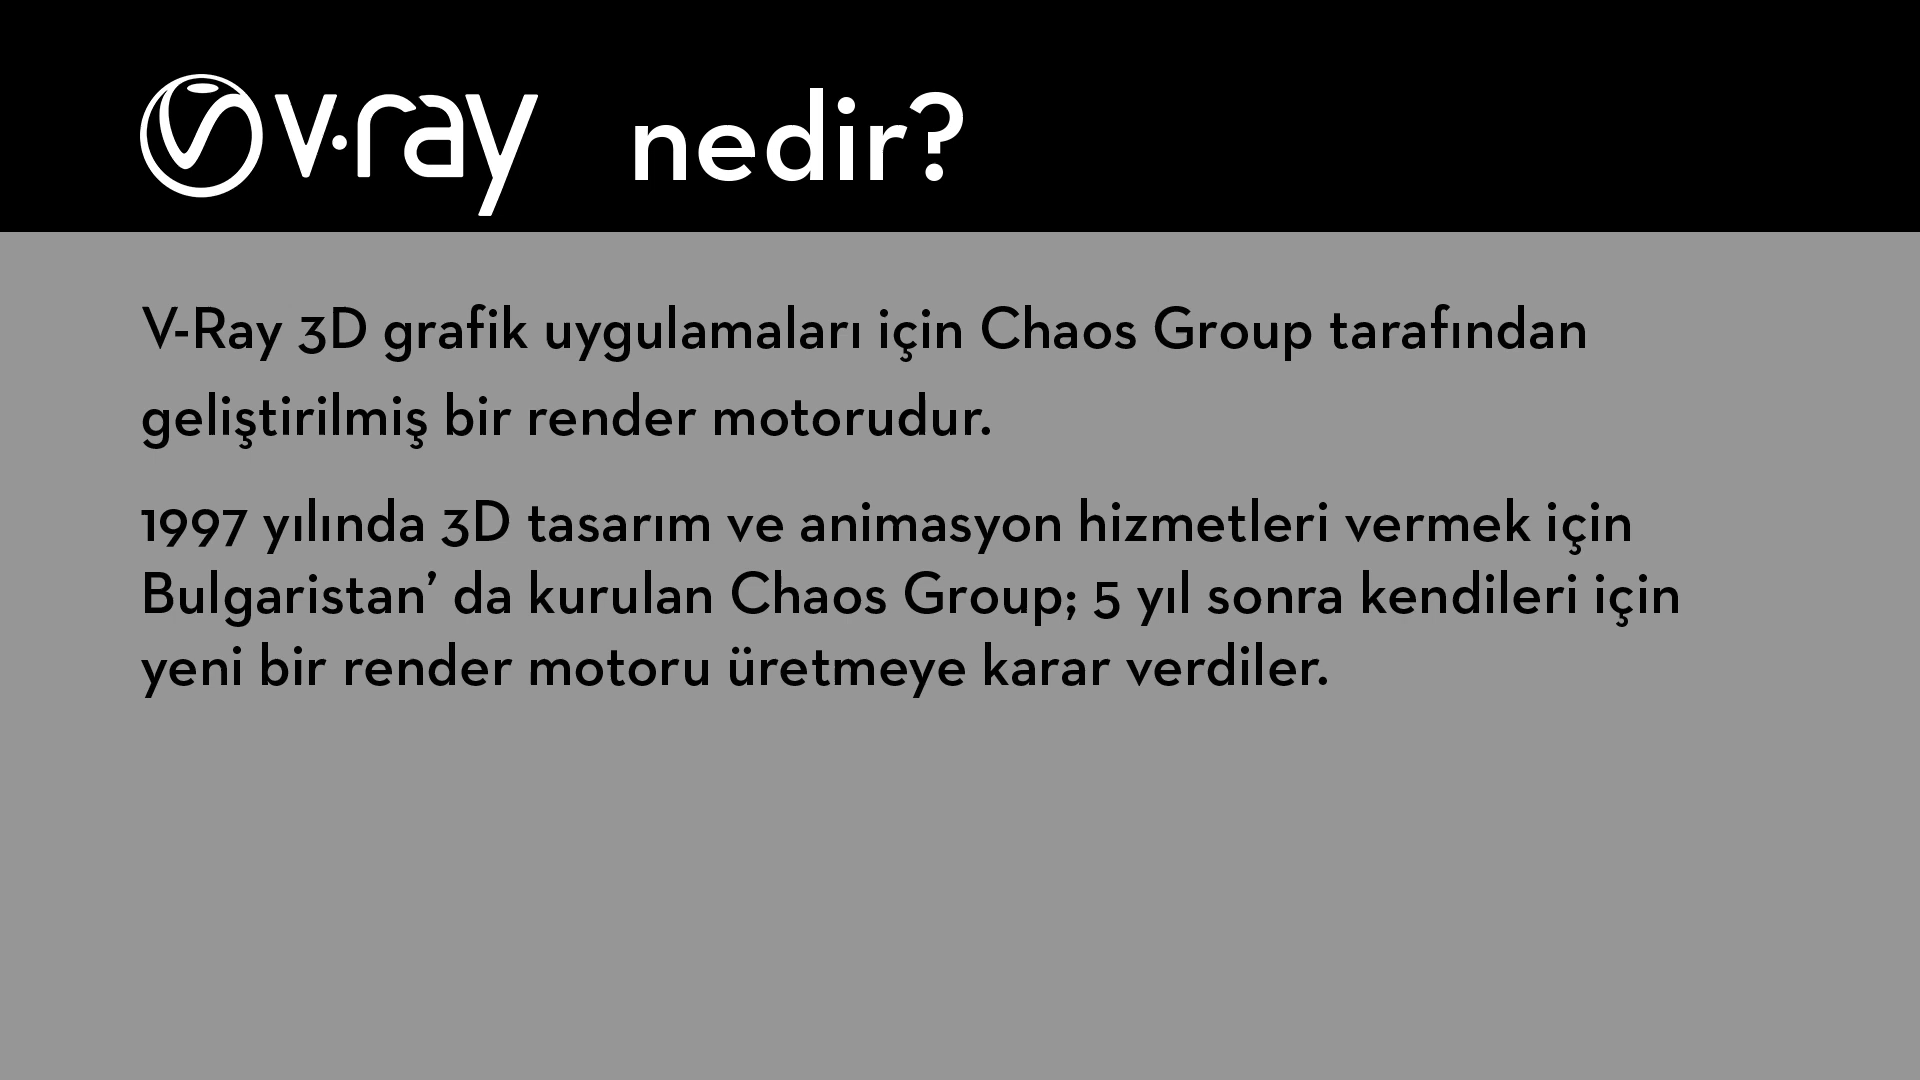 v·ray nedir?
V-Ray 3D grafik uygulamaları için Chaos Group tarafından
geliştirilmiş bir render motorudur.
1997 yılında 3D tasarım ve animasyon hizmetleri vermek için
Bulgaristan’ da kurulan Chaos Group; 5 yıl sonra kendileri için
yeni bir render motoru üretmeye karar verdiler.